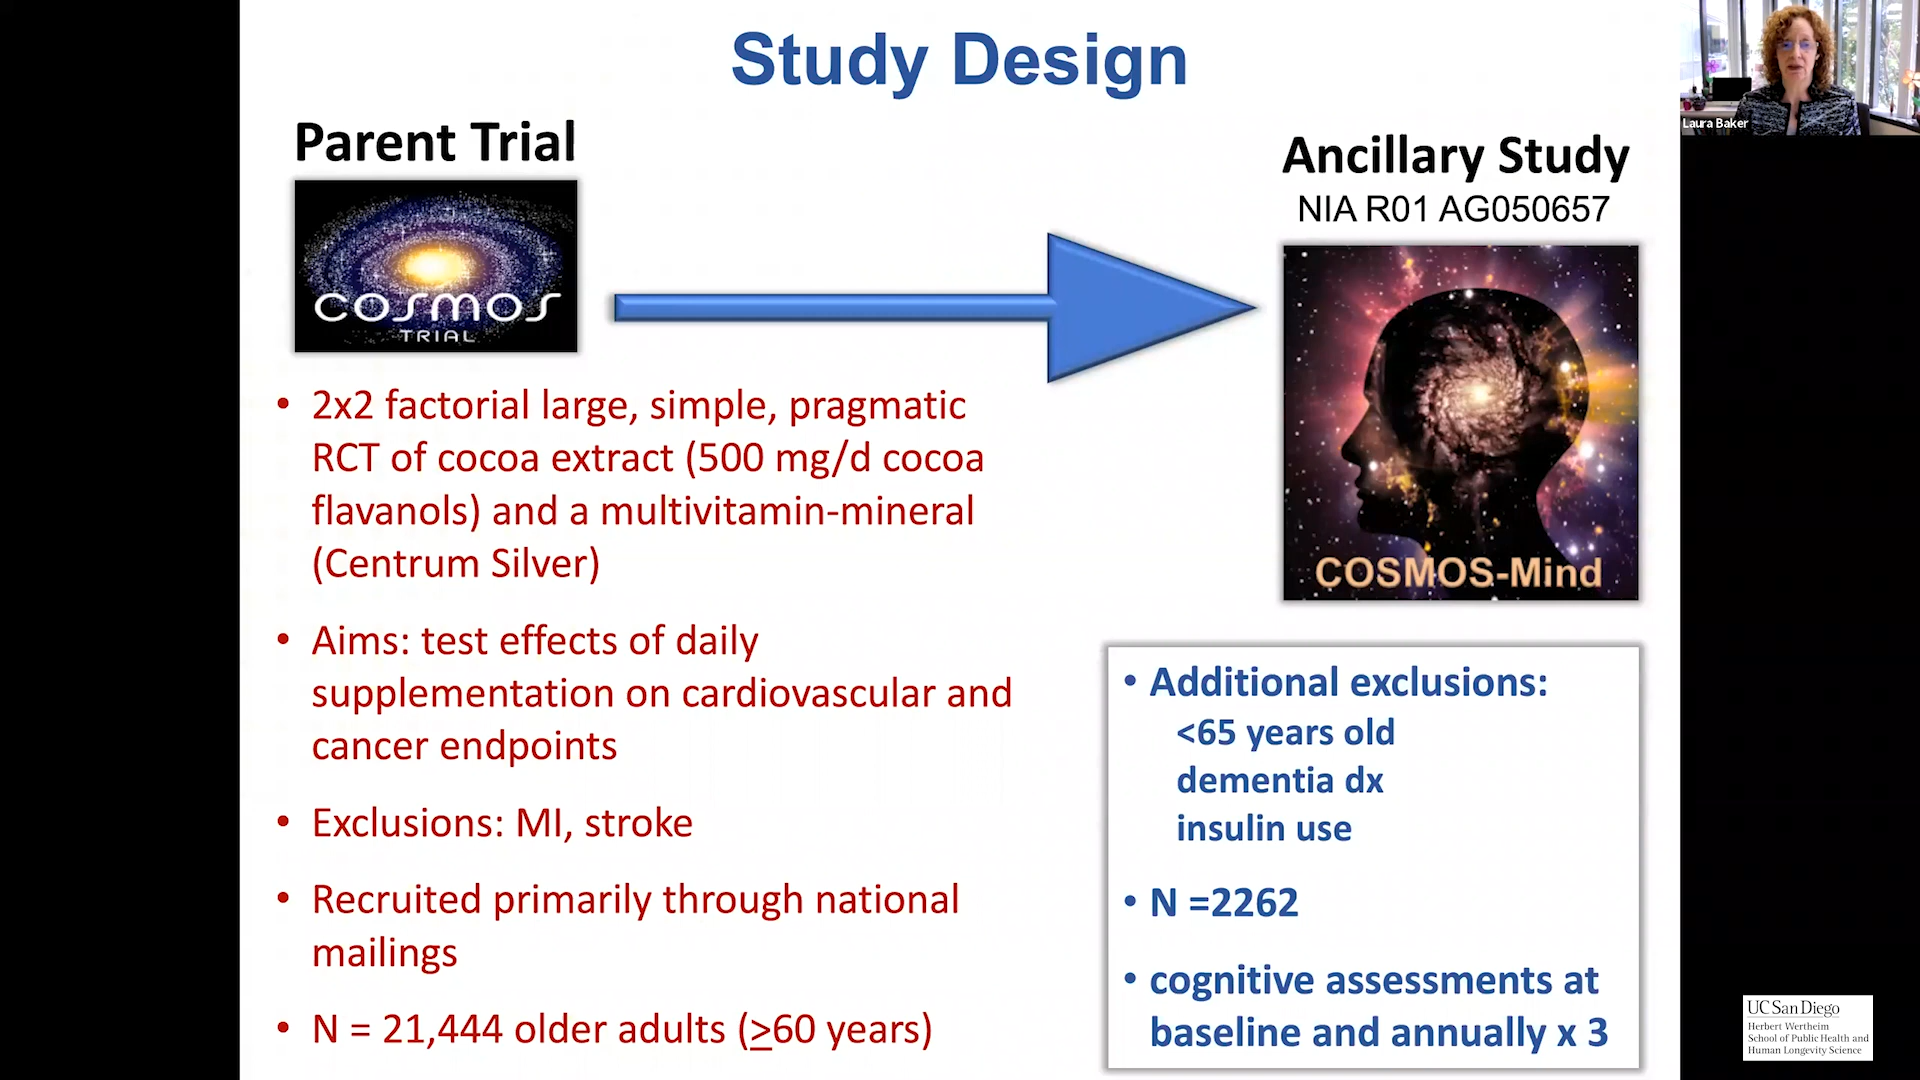 Study Design
Parent Trial
COSMOS
TRIAL
• 2x2 factorial large, simple, pragmatic
RCT of cocoa extract (500 mg/d cocoa
flavanols) and a multivitamin-mineral
(Centrum Silver)
• Aims: test effects of daily
supplementation on cardiovascular and
cancer endpoints
• Exclusions: MI, stroke
• Recruited primarily through national
mailings
• N = 21,444 older adults (≥60 years)
Ancillary Study
NIA R01 AG050657
COSMOS-Mind
• Additional exclusions:
<65 years old
dementia dx
insulin use
• N =2262
• cognitive assessments at
baseline and annually x 3
Laura Baker
UC San Diego
Herbert Wertheim
School of Public Health and
Human Longevity Science